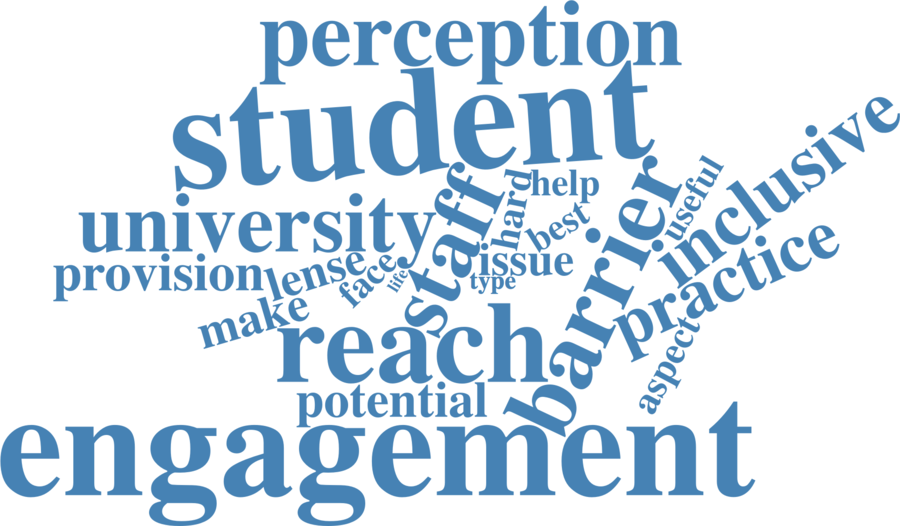 perception
student
help
hard
useful
inclusive
best
university
staff
barrier
issue
provision
lense
face
life
type
practice
make
reach
aspect
potential
engagement